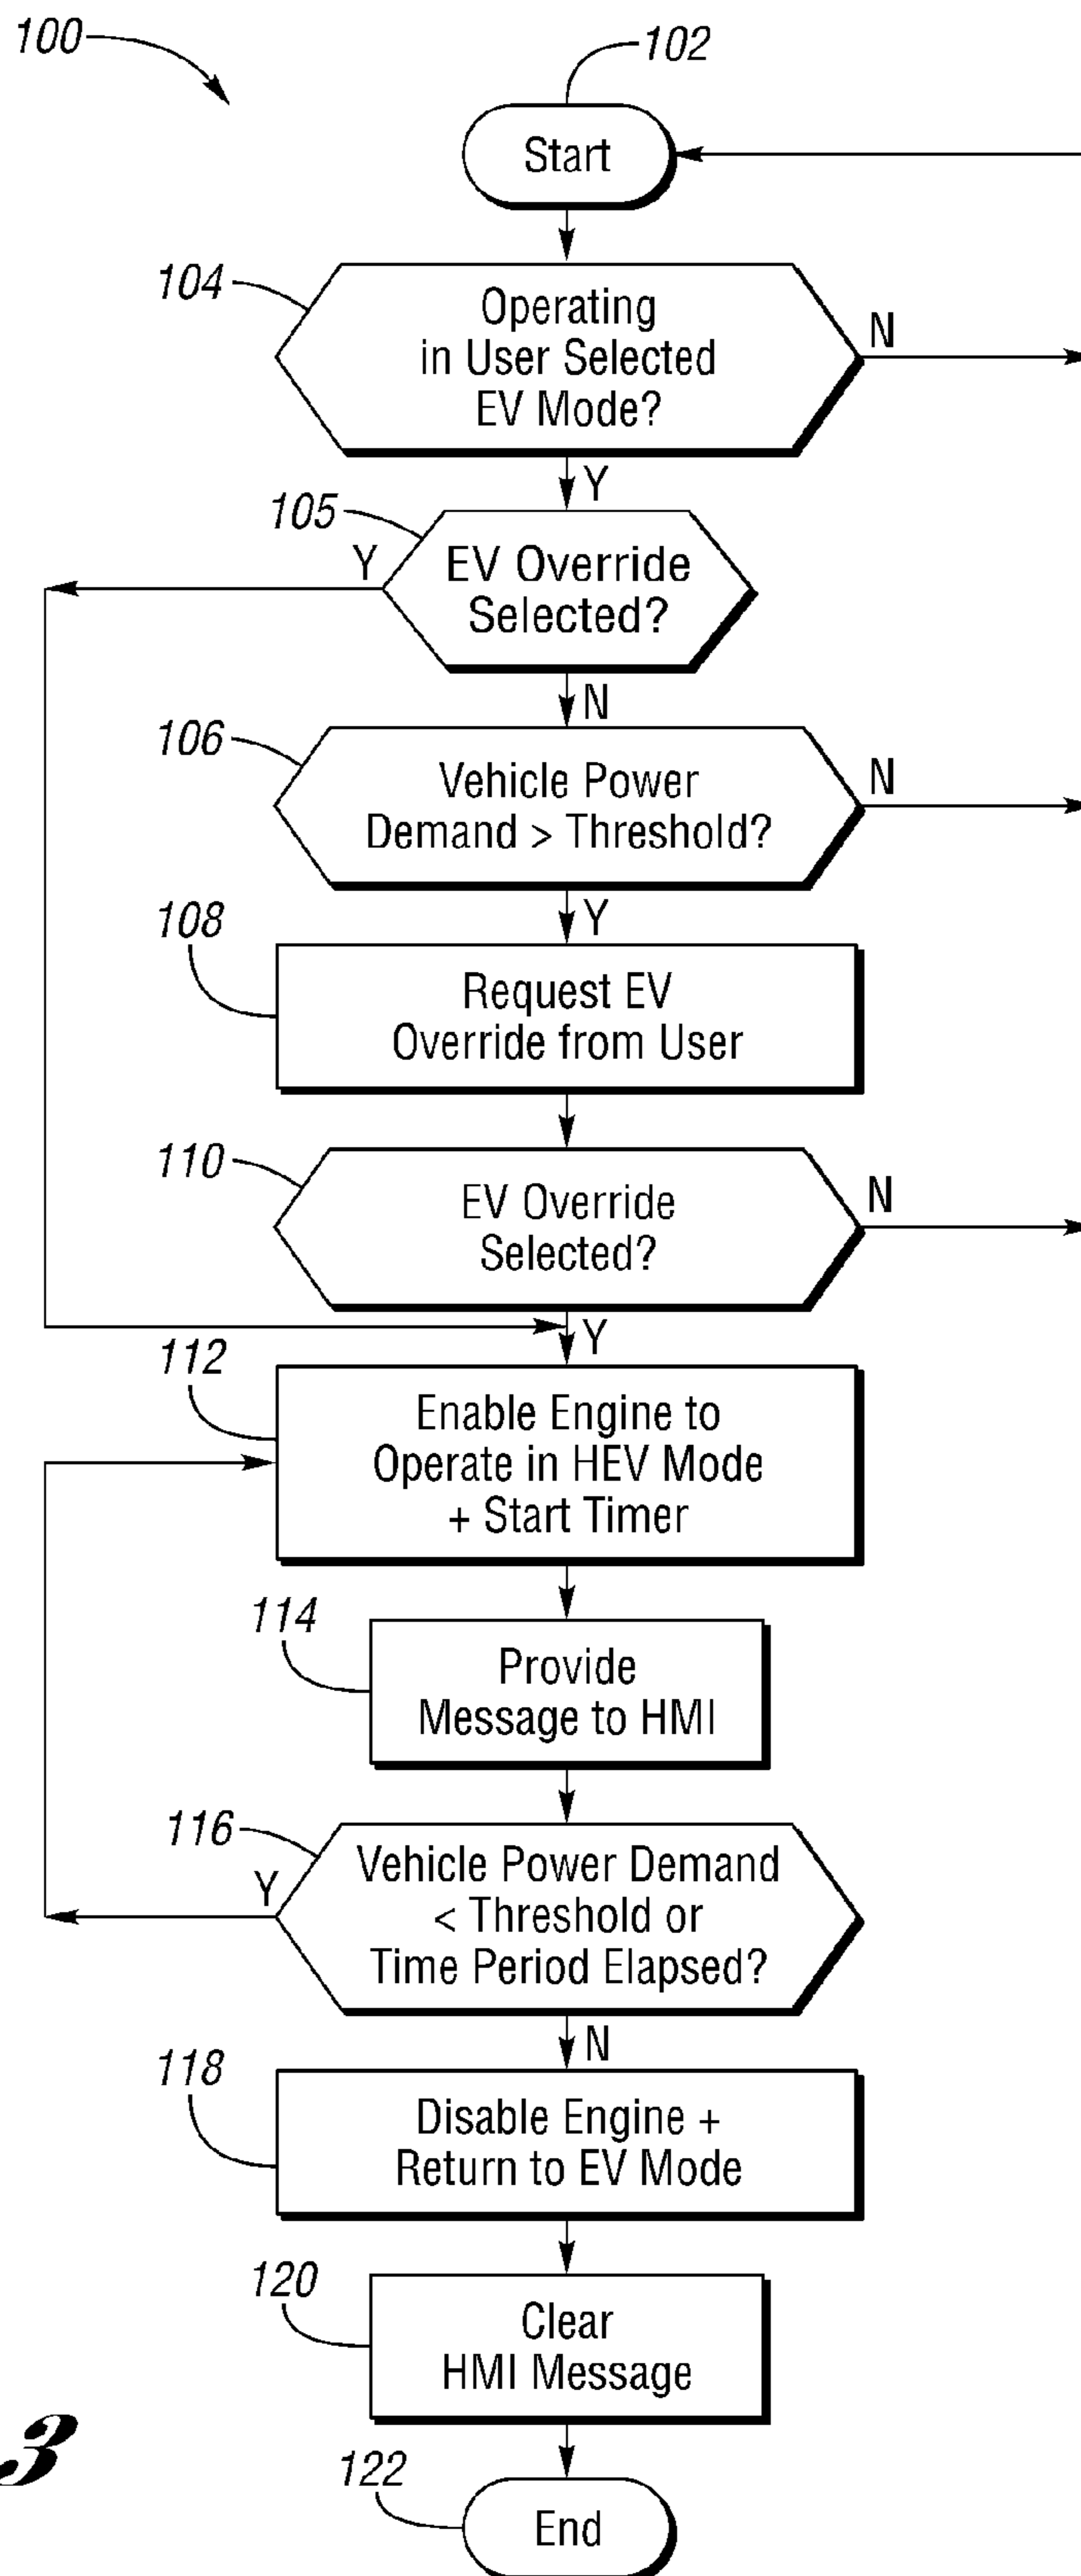 100
102
Start
104
Operating
in User Selected
EV Mode?
N
Y
105
Y
EV Override
Selected?
N
106
Vehicle Power
Demand > Threshold?
N
Y
108
Request EV
Override from User
110
EV Override
Selected?
N
Y
112
Enable Engine to
Operate in HEV Mode
+ Start Timer
114
Provide
Message to HMI
116
Y
Vehicle Power Demand
< Threshold or
Time Period Elapsed?
N
118
Disable Engine +
Return to EV Mode
120
Clear
HMI Message
3
122
End